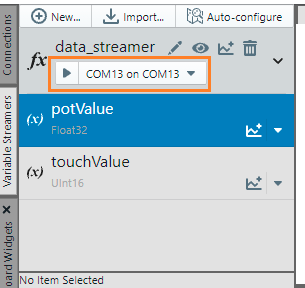 New... Import... Auto-configure
Connections
fx data_streamer
COM13 on COM13
Variable Streamers
(x) potValue
Float32
(x) touchValue
UInt16
oard Widgets
No Item Selected